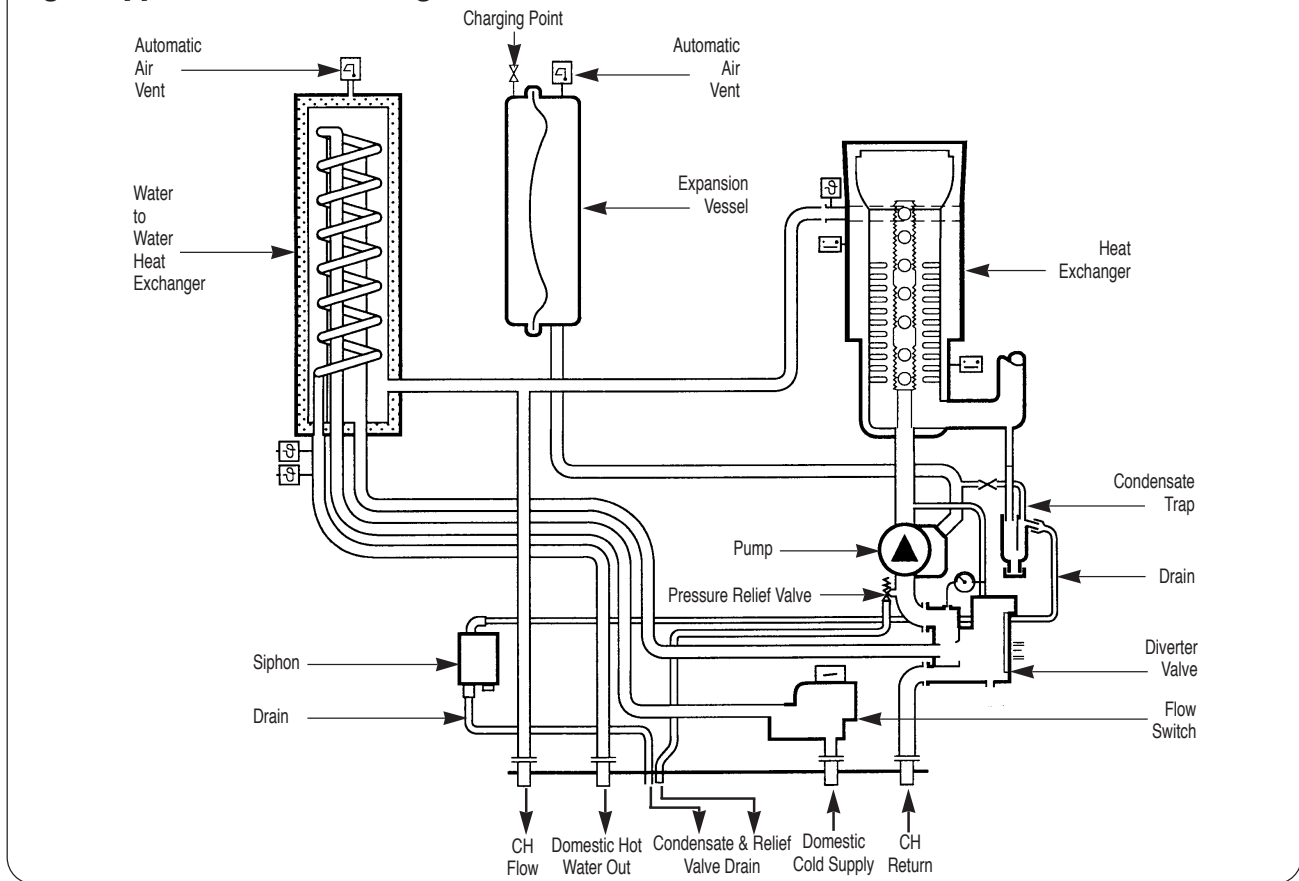 Charging Point
Automatic
Air
Vent
Automatic
Air
Vent
Water
to
Water
Heat
Exchanger
Expansion
Vessel
Heat
Exchanger
Condensate
Trap
Pump
Drain
Pressure Relief Valve
Siphon
Diverter
Valve
Drain
Flow
Switch
CH
Flow
Domestic Hot
Water Out
Condensate & Relief
Valve Drain
Domestic
Cold Supply
CH
Return